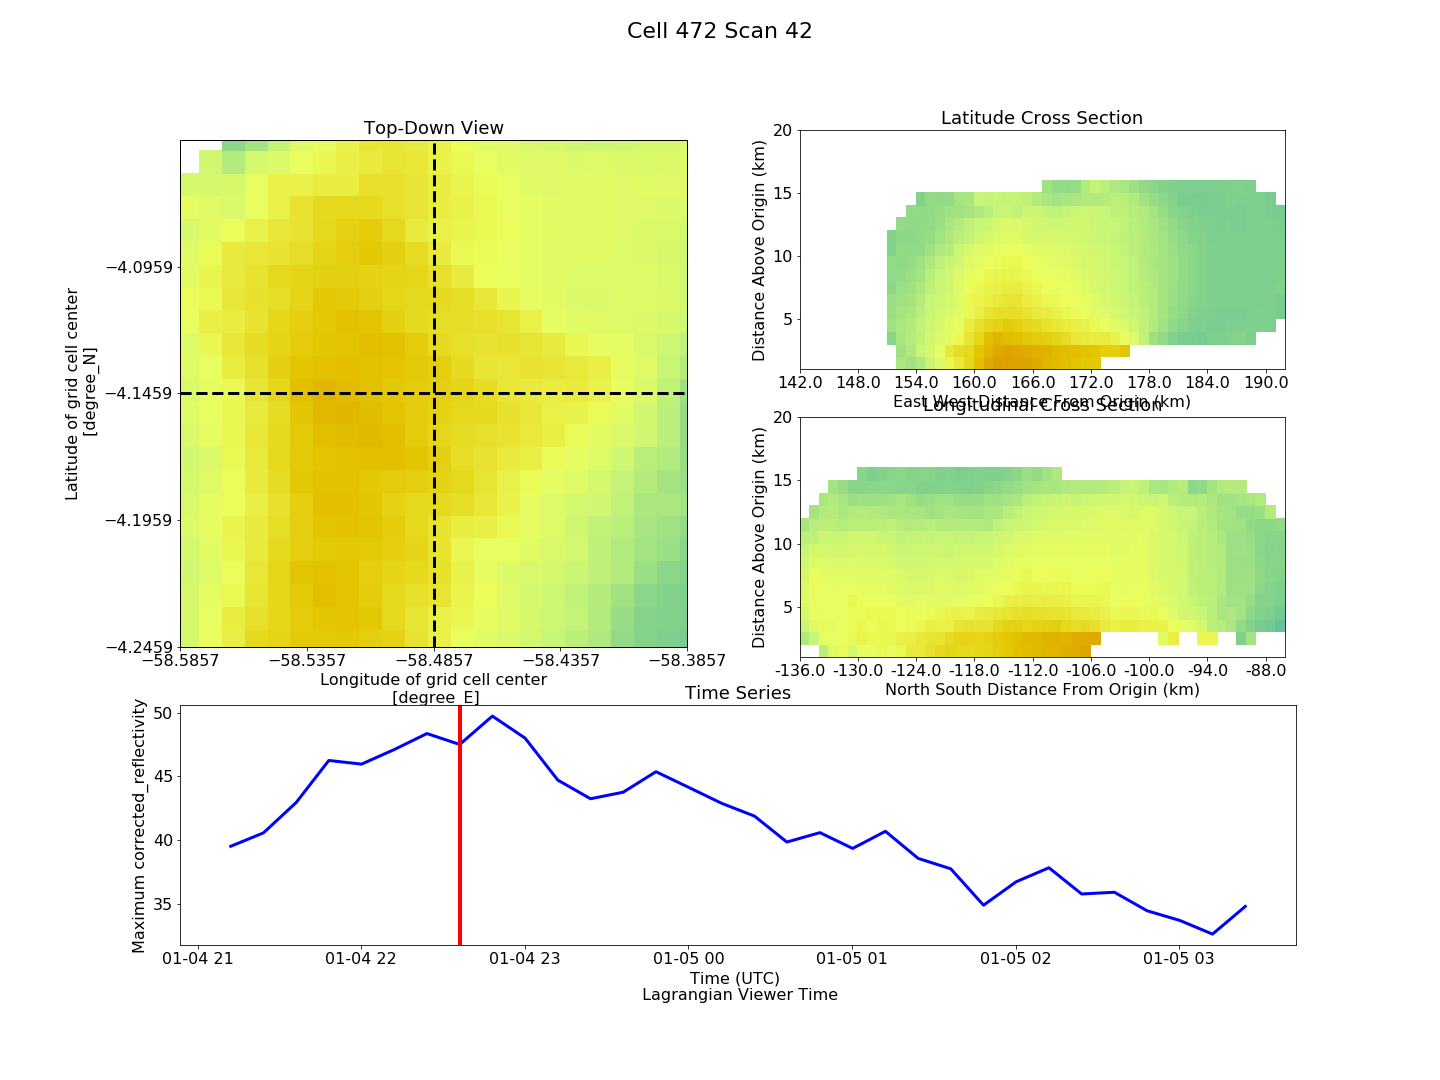 Cell 472 Scan 42
Top-Down View
−4.0959
−4.1459
−4.1959
−4.2459
Latitude of grid cell center
[degree_N]
−58.5857 −58.5357 −58.4857 −58.4357 −58.3857
Longitude of grid cell center
[degree_E]
Latitude Cross Section
20
15
10
5
Distance Above Origin (km)
142.0 148.0 154.0 160.0 166.0 172.0 178.0 184.0 190.0
East West Distance From Origin (km)
Longitudinal Cross Section
20
15
10
5
Distance Above Origin (km)
-136.0 -130.0 -124.0 -118.0 -112.0 -106.0 -100.0 -94.0 -88.0
North South Distance From Origin (km)
Time Series
50
45
40
35
Maximum corrected_reflectivity
01-04 21 01-04 22 01-04 23 01-05 00 01-05 01 01-05 02 01-05 03
Time (UTC)
Lagrangian Viewer Time